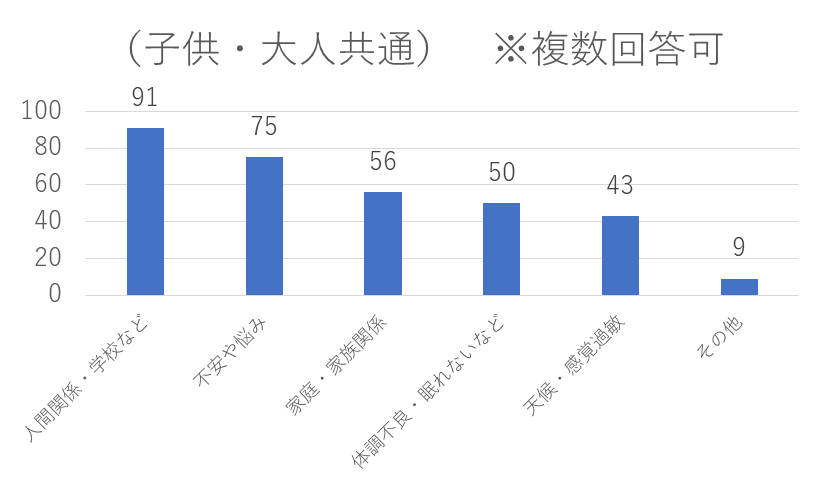 （子供・大人共通） ※複数回答可
91
75
56
50
43
9
100
80
60
40
20
0
人間関係・学校など
不安や悩み
家庭・家族関係
体調不良・眠れないなど
天候・感覚過敏
その他